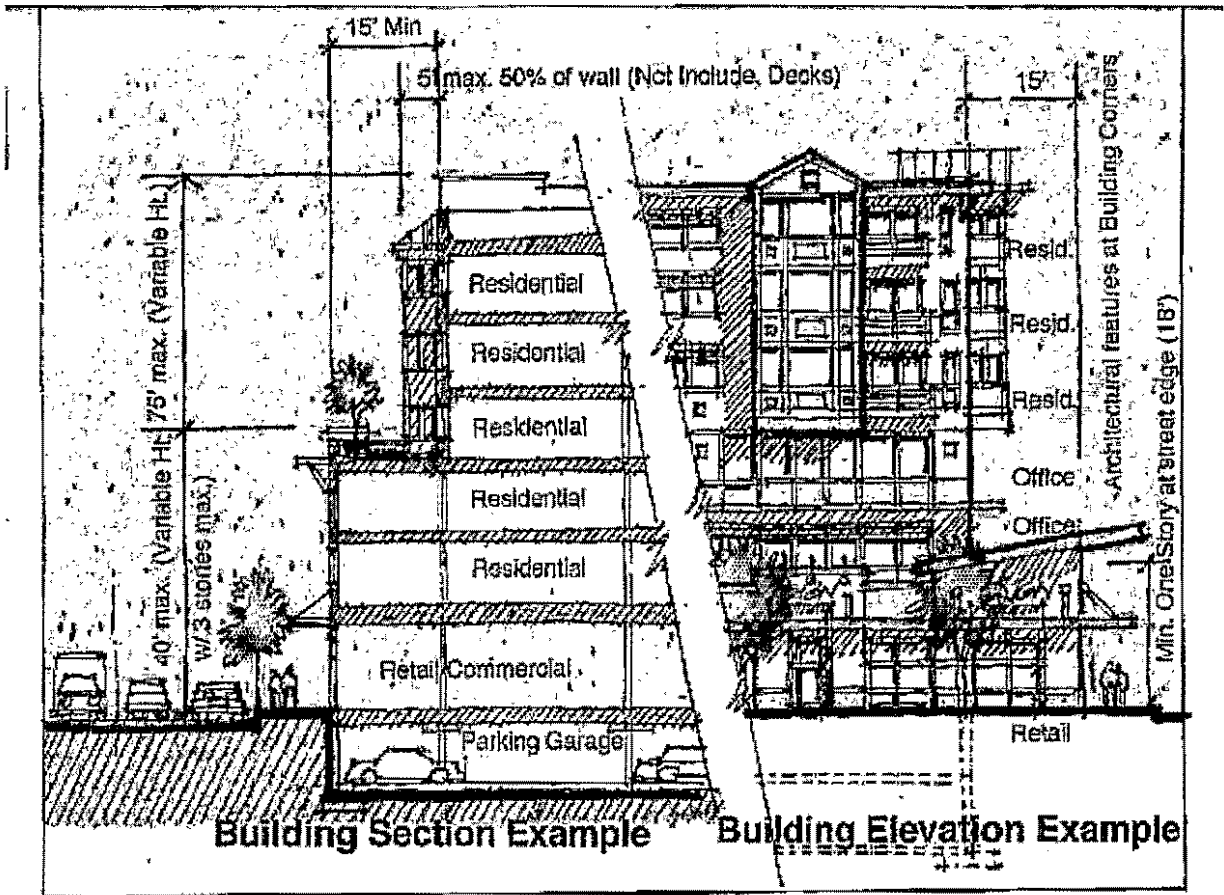 15' Min
5' max. 50% of wall (Not Include, Decks)
15'
Architectural features at Building Corners
Min. One Story at street edge (18')
75' max. (Variable Ht.)
40' max. (Variable Ht.
W/3 stories max.)
Residential
Residential
Residential
Residential
Residential
Retail/Commercial
Parking Garage
Resid.
Resid.
Resid.
Office
Office
Retail
Building Section Example
Building Elevation Example